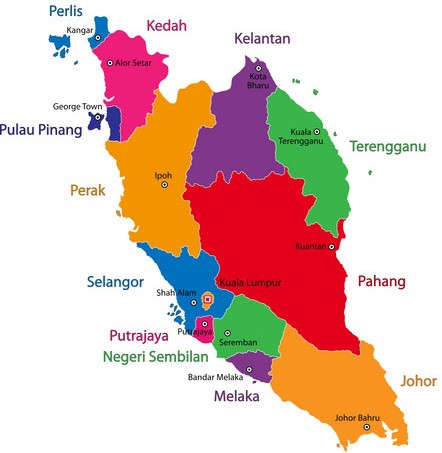 Perlis
Kangar
Kedah
Alor Setar
Kelantan
Kota
Bharu
George Town
Pulau Pinang
Kuala
Terengganu
Terengganu
Ipoh
Perak
Kuantan
Selangor
Kuala Lumpur
Pahang
Shah Alam
Putrajaya
Putrajaya
Seremban
Negeri Sembilan
Bandar Melaka
Melaka
Johor
Johor Bahru